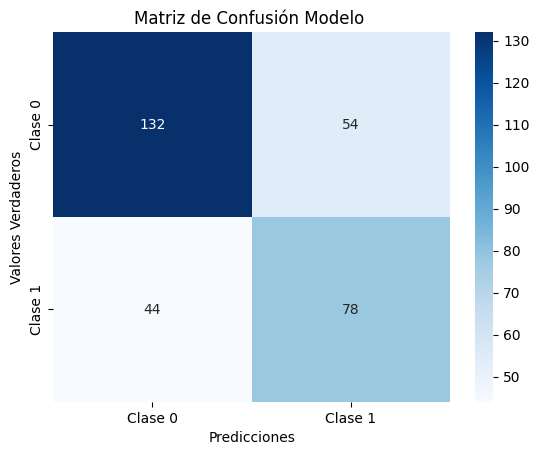 Matriz de Confusión Modelo
Valores Verdaderos
Clase 0
132
54
Clase 1
44
78
Clase 0
Clase 1
Predicciones
130
120
110
100
90
80
70
60
50